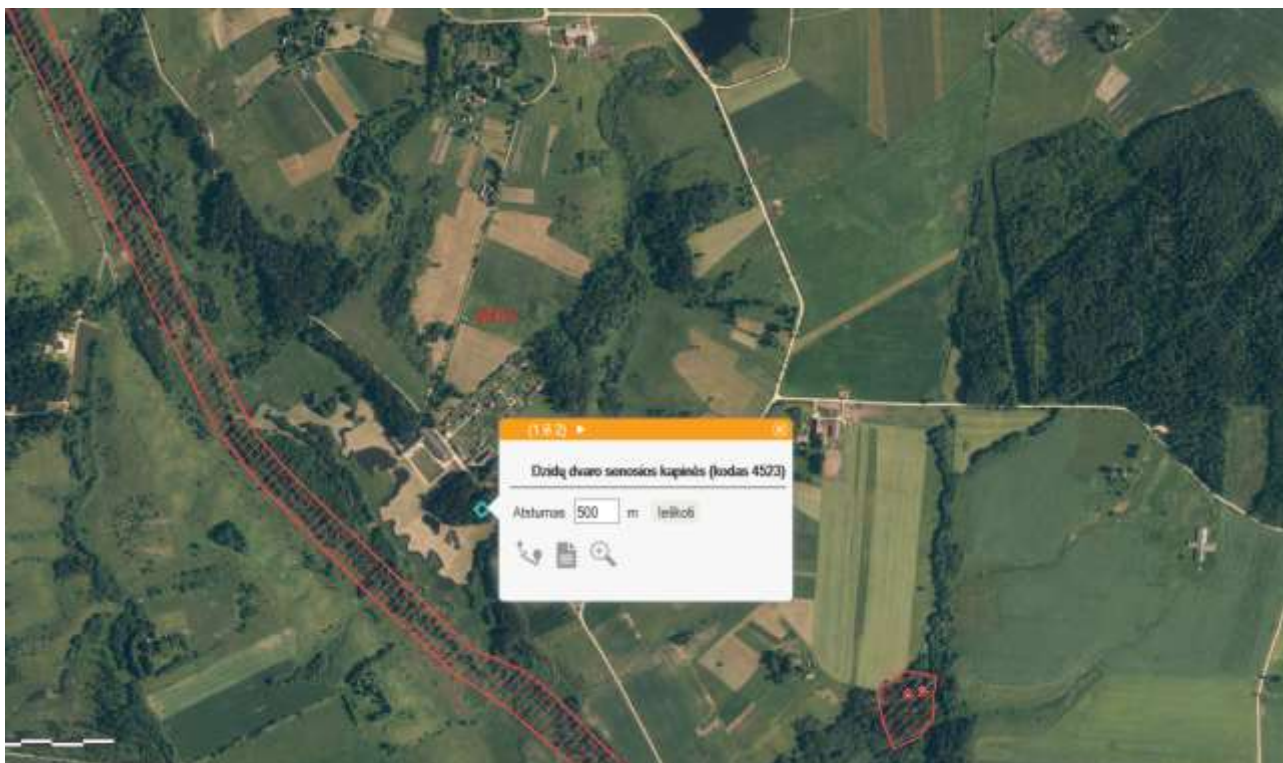 (1 iš 2)
Dzidų dvaro senosios kapinės (kodas 4523)
Atstumas 500 m Ieškoti